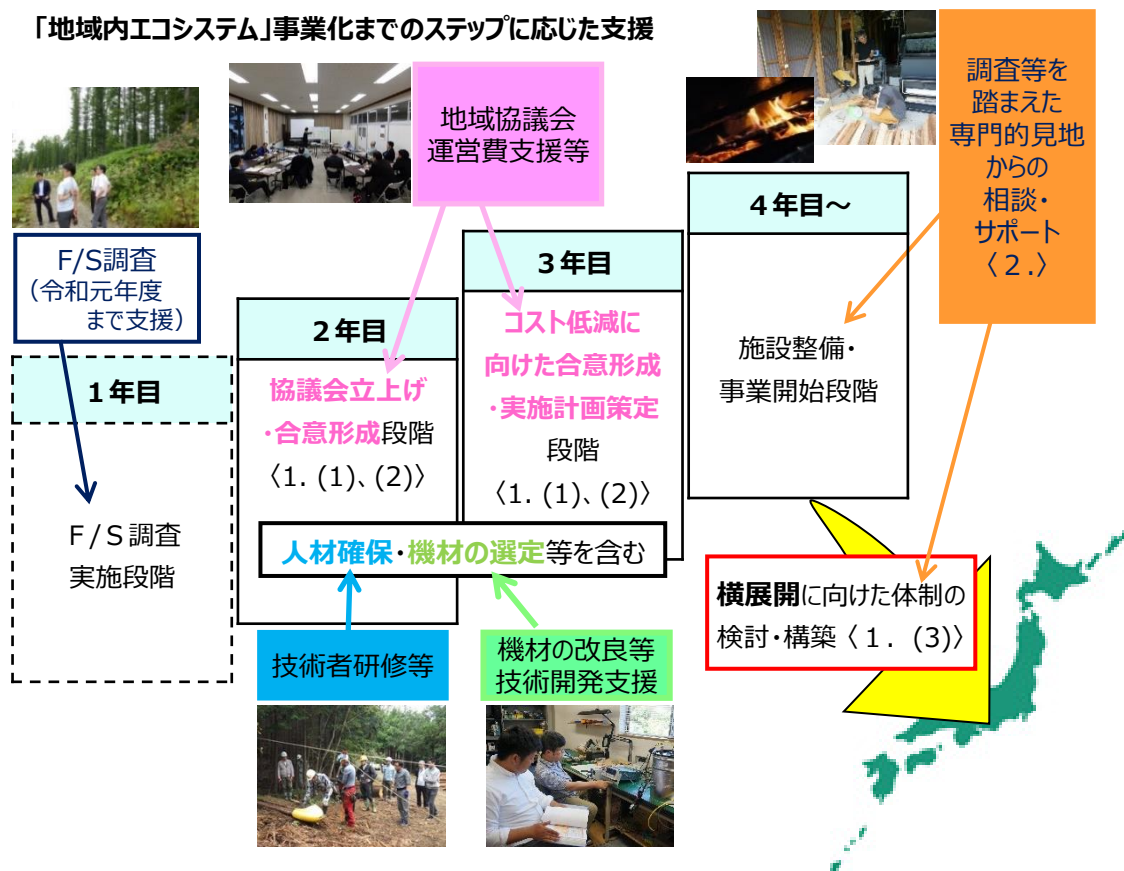 「地域内エコシステム」事業化までのステップに応じた支援
F/S調査
（令和元年度
まで支援）
1年目
F/S調査
実施段階
地域協議会
運営費支援等
2年目
協議会立上げ
・合意形成段階
〈1. (1)、(2)〉
3年目
コスト低減に
向けた合意形成
・実施計画策定
段階
〈1. (1)、(2)〉
人材確保・機材の選定等を含む
技術者研修等
機材の改良等
技術開発支援
4年目～
施設整備・
事業開始段階
調査等を
踏まえた
専門的見地
からの
相談・
サポート
〈２.〉
横展開に向けた体制の
検討・構築〈１. (3)〉